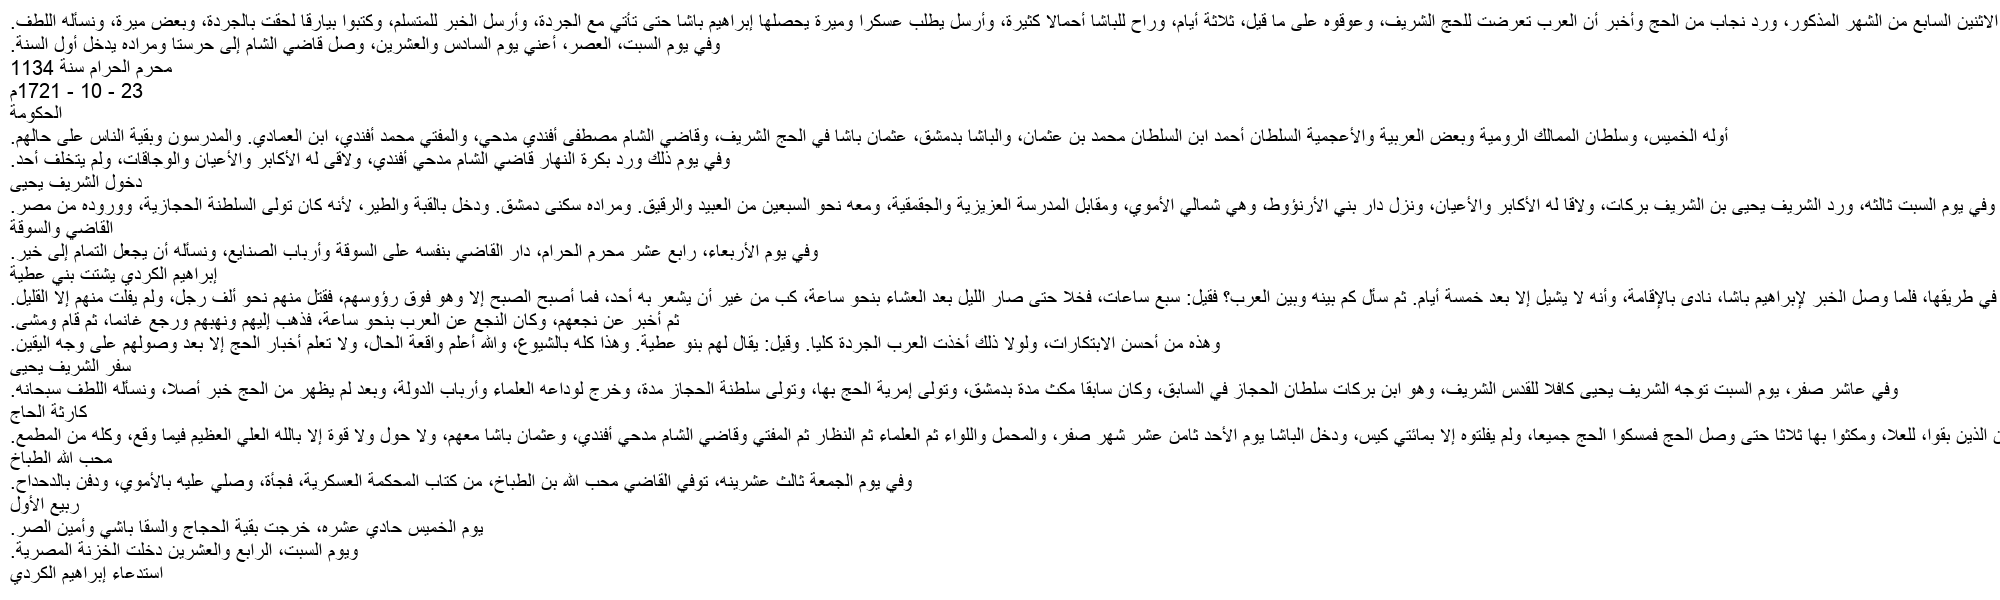 الاثنين السابع من الشهر المذكور، ورد نجاب من الحج وأخبر أن العرب تعرضت للحج الشريف، وعوقوه على ما قيل، ثلاثة أيام، وراح للباشا أحمالا كثيرة، وأرسل يطلب عسكرا وميرة يحصلها إبراهيم باشا حتى تأتي مع الجردة، وأرسل الخبر للمتسلم، وكتبوا بيارقا لحقت بالجردة، وبعض ميرة، ونسأله اللطف.
وفي يوم السبت، العصر، أعني يوم السادس والعشرين، وصل قاضي الشام إلى حرستا ومراده يدخل أول السنة.
محرم الحرام سنة 1134
23 - 10 - 1721م
الحكومة
أوله الخميس، وسلطان الممالك الرومية وبعض العربية والأعجمية السلطان أحمد ابن السلطان محمد بن عثمان، والباشا بدمشق، عثمان باشا في الحج الشريف، وقاضي الشام مصطفى أفندي مدحي، والمفتي محمد أفندي، ابن العمادي. والمدرسون وبقية الناس على حالهم.
وفي يوم ذلك ورد بكرة النهار قاضي الشام مدحي أفندي، ولاقى له الأكابر والأعيان والوجاقات، ولم يتخلف أحد.
دخول الشريف يحيى
وفي يوم السبت ثالثه، ورد الشريف يحيى بن الشريف بركات، ولاقا له الأكابر والأعيان، ونزل دار بني الأرنؤوط، وهي شمالي الأموي، ومقابل المدرسة العزيزية والجقمقية، ومعه نحو السبعين من العبيد والرقيق. ومراده سكنى دمشق. ودخل بالقبة والطير، لأنه كان تولى السلطنة الحجازية، ووروده من مصر.
القاضي والسوقة
وفي يوم الأربعاء، رابع عشر محرم الحرام، دار القاضي بنفسه على السوقة وأرباب الصنايع، ونسأله أن يجعل التمام إلى خير.
إبراهيم الكردي يشتت بني عطية
في طريقها، فلما وصل الخبر لإبراهيم باشا، نادى بالإقامة، وأنه لا يشيل إلا بعد خمسة أيام. ثم سأل كم بينه وبين العرب؟ فقيل: سبع ساعات، فخلا حتى صار الليل بعد العشاء بنحو ساعة، كب من غير أن يشعر به أحد، فما أصبح الصبح إلا وهو فوق رؤوسهم، فقتل منهم نحو ألف رجل، ولم يفلت منهم إلا القليل.
ثم أخبر عن نجعهم، وكان النجع عن العرب بنحو ساعة، فذهب إليهم ونهبهم ورجع غانما، ثم قام ومشى.
وهذه من أحسن الابتكارات، ولولا ذلك أخذت العرب الجردة كليا. وقيل: يقال لهم بنو عطية. وهذا كله بالشيوع، والله أعلم واقعة الحال، ولا تعلم أخبار الحج إلا بعد وصولهم على وجه اليقين.
سفر الشريف يحيى
وفي عاشر صفر، يوم السبت توجه الشريف يحيى كافلا للقدس الشريف، وهو ابن بركات سلطان الحجاز في السابق، وكان سابقا مكث مدة بدمشق، وتولى إمرية الحج بها، وتولى سلطنة الحجاز مدة، وخرج لوداعه العلماء وأرباب الدولة، وبعد لم يظهر من الحج خبر أصلا، ونسأله اللطف سبحانه.
كارثة الحاج
الذين بقوا، للعلا، ومكثوا بها ثلاثا حتى وصل الحج فمسكوا الحج جميعا، ولم يفلتوه إلا بمائتي كيس، ودخل الباشا يوم الأحد ثامن عشر شهر صفر، والمحمل واللواء ثم العلماء ثم النظار ثم المفتي وقاضي الشام مدحي أفندي، وعثمان باشا معهم، ولا حول ولا قوة إلا بالله العلي العظيم فيما وقع، وكله من المطمع.
محب الله الطباخ
وفي يوم الجمعة ثالث عشرينه، توفي القاضي محب الله بن الطباخ، من كتاب المحكمة العسكرية، فجأة، وصلي عليه بالأموي، ودفن بالدحداح.
ربيع الأول
يوم الخميس حادي عشره، خرجت بقية الحجاج والسقا باشي وأمين الصر.
ويوم السبت، الرابع والعشرين دخلت الخزنة المصرية.
استدعاء إبراهيم الكردي